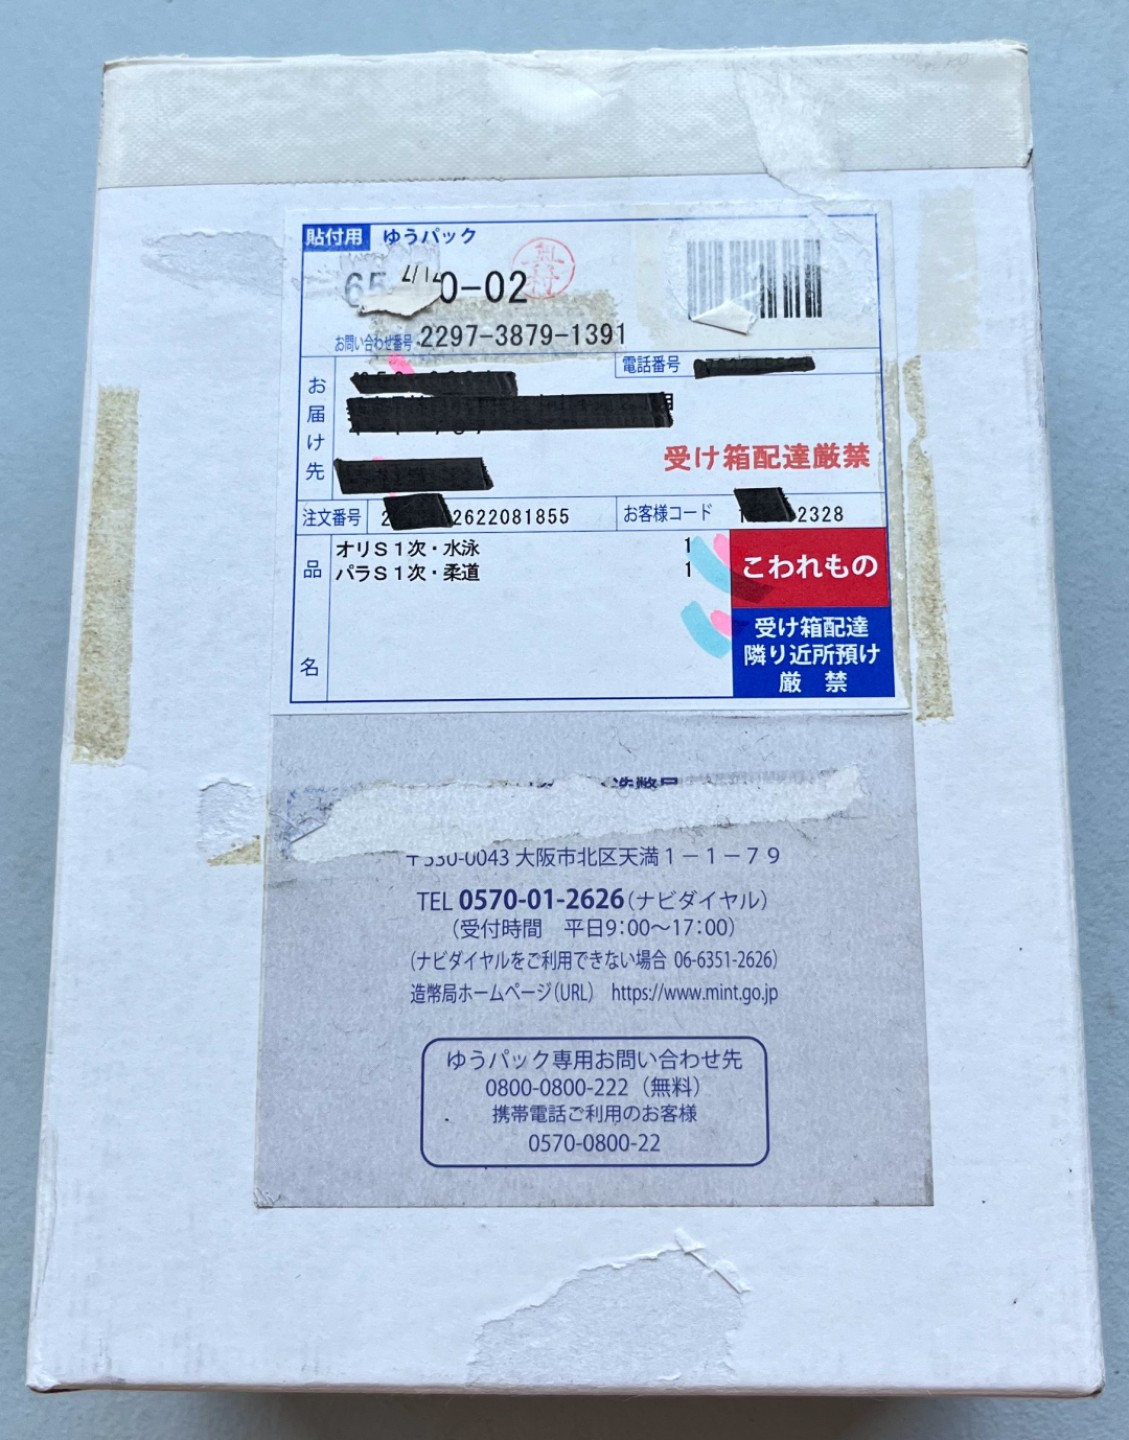 貼付用 ゆうパック
65 0-02
お問い合わせ番号 2297-3879-1391
電話番号
お届け先
受け箱配達厳禁
注文番号 2 2622081855 お客様コード 2328
品名
オリS1次・水泳 1
パラS1次・柔道 1
こわれもの
受け箱配達
隣り近所預け
厳 禁
造幣局
〒530-0043 大阪市北区天満1-1-79
TEL 0570-01-2626(ナビダイヤル)
(受付時間 平日9:00～17:00)
(ナビダイヤルをご利用できない場合 06-6351-2626)
造幣局ホームページ(URL) https://www.mint.go.jp
ゆうパック専用お問い合わせ先
0800-0800-222(無料)
携帯電話ご利用のお客様
0570-0800-22